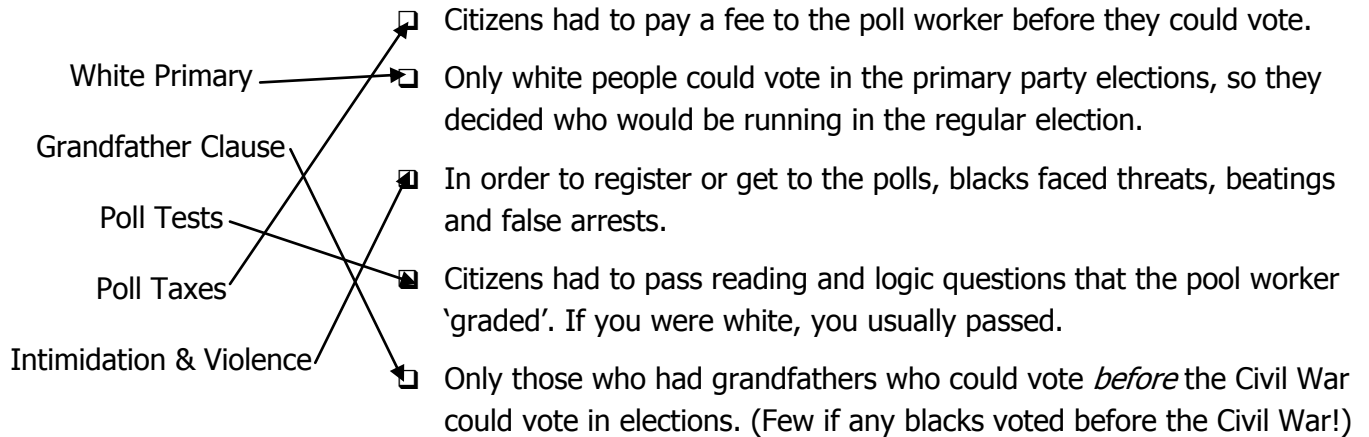 White Primary
Grandfather Clause
Poll Tests
Poll Taxes
Intimidation & Violence
❑ Citizens had to pay a fee to the poll worker before they could vote.
❑ Only white people could vote in the primary party elections, so they
decided who would be running in the regular election.
❑ In order to register or get to the polls, blacks faced threats, beatings
and false arrests.
❑ Citizens had to pass reading and logic questions that the pool worker
‘graded’. If you were white, you usually passed.
❑ Only those who had grandfathers who could vote before the Civil War
could vote in elections. (Few if any blacks voted before the Civil War!)